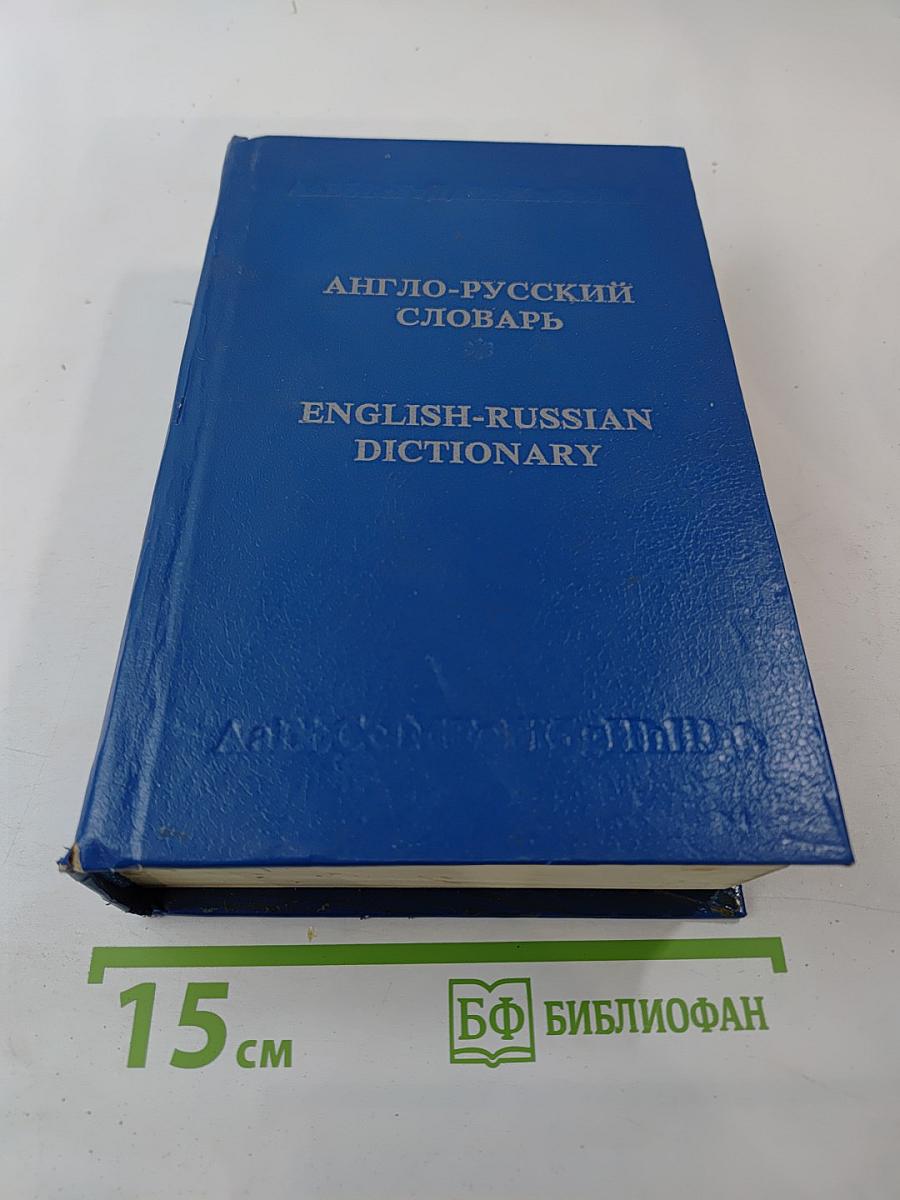 АНГЛО-РУССКИЙ
СЛОВАРЬ
ENGLISH-RUSSIAN
DICTIONARY
15 см
БФ БИБЛИОФАН